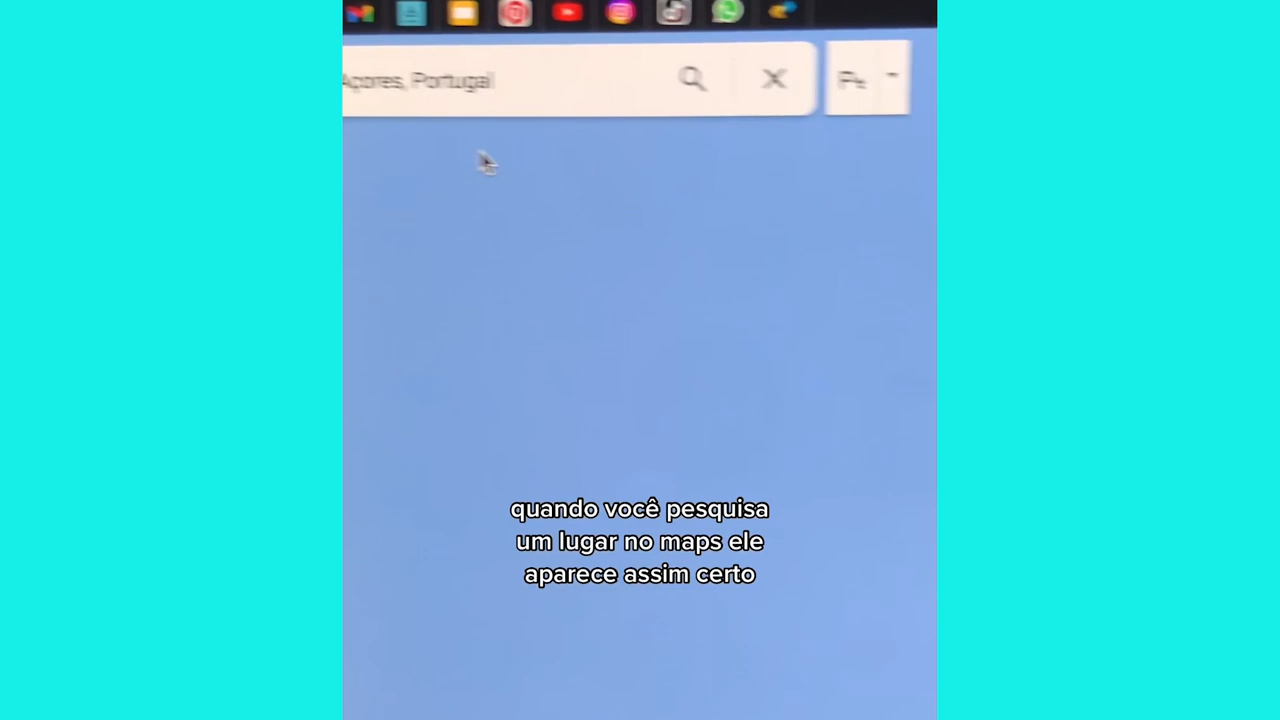 Açores, Portugal
quando você pesquisa
um lugar no maps ele
aparece assim certo